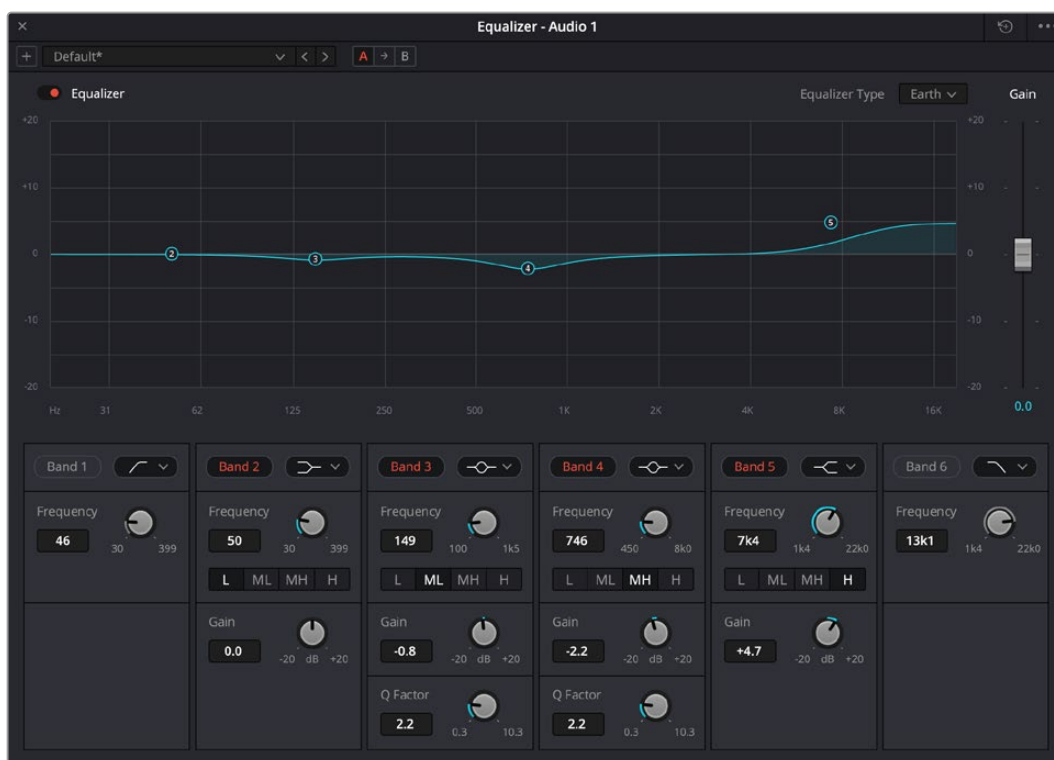 Equalizer - Audio 1
Default*
A B
Equalizer
Equalizer Type Earth Gain
+20 +20
+10 +10
0 0
-10 -10
-20 -20
Hz 31 62 125 250 500 1K 2K 4K 8K 16K 0.0
2 3 4 5
Band 1 Band 2 Band 3 Band 4 Band 5 Band 6
Frequency Frequency Frequency Frequency Frequency Frequency
46 50 149 746 7k4 13k1
30 399 30 399 100 1k5 450 8k0 1k4 22k0 1k4 22k0
L ML MH H L ML MH H L ML MH H L ML MH H
Gain Gain Gain Gain
0.0 -0.8 -2.2 +4.7
-20 dB +20 -20 dB +20 -20 dB +20 -20 dB +20
Q Factor Q Factor
2.2 2.2
0.3 10.3 0.3 10.3